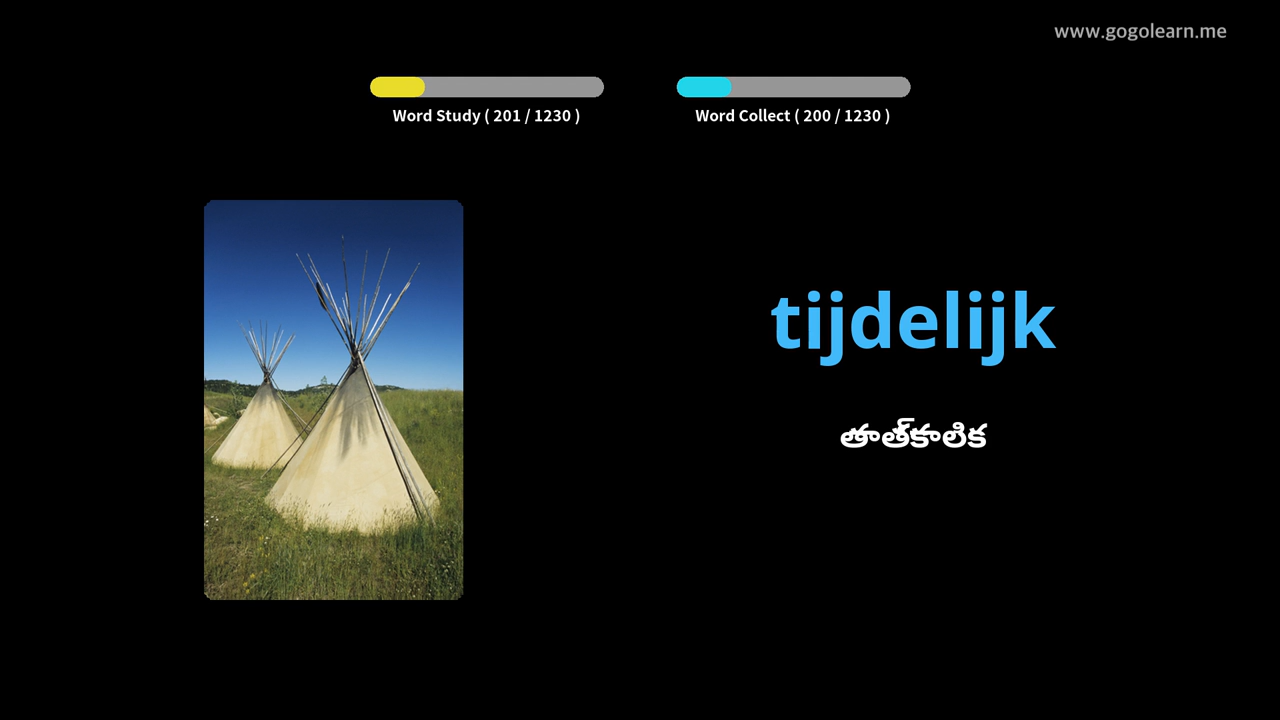 www.gogolearn.me
Word Study ( 201 / 1230 )
Word Collect ( 200 / 1230 )
tijdelijk
తాత్‌కాలిక